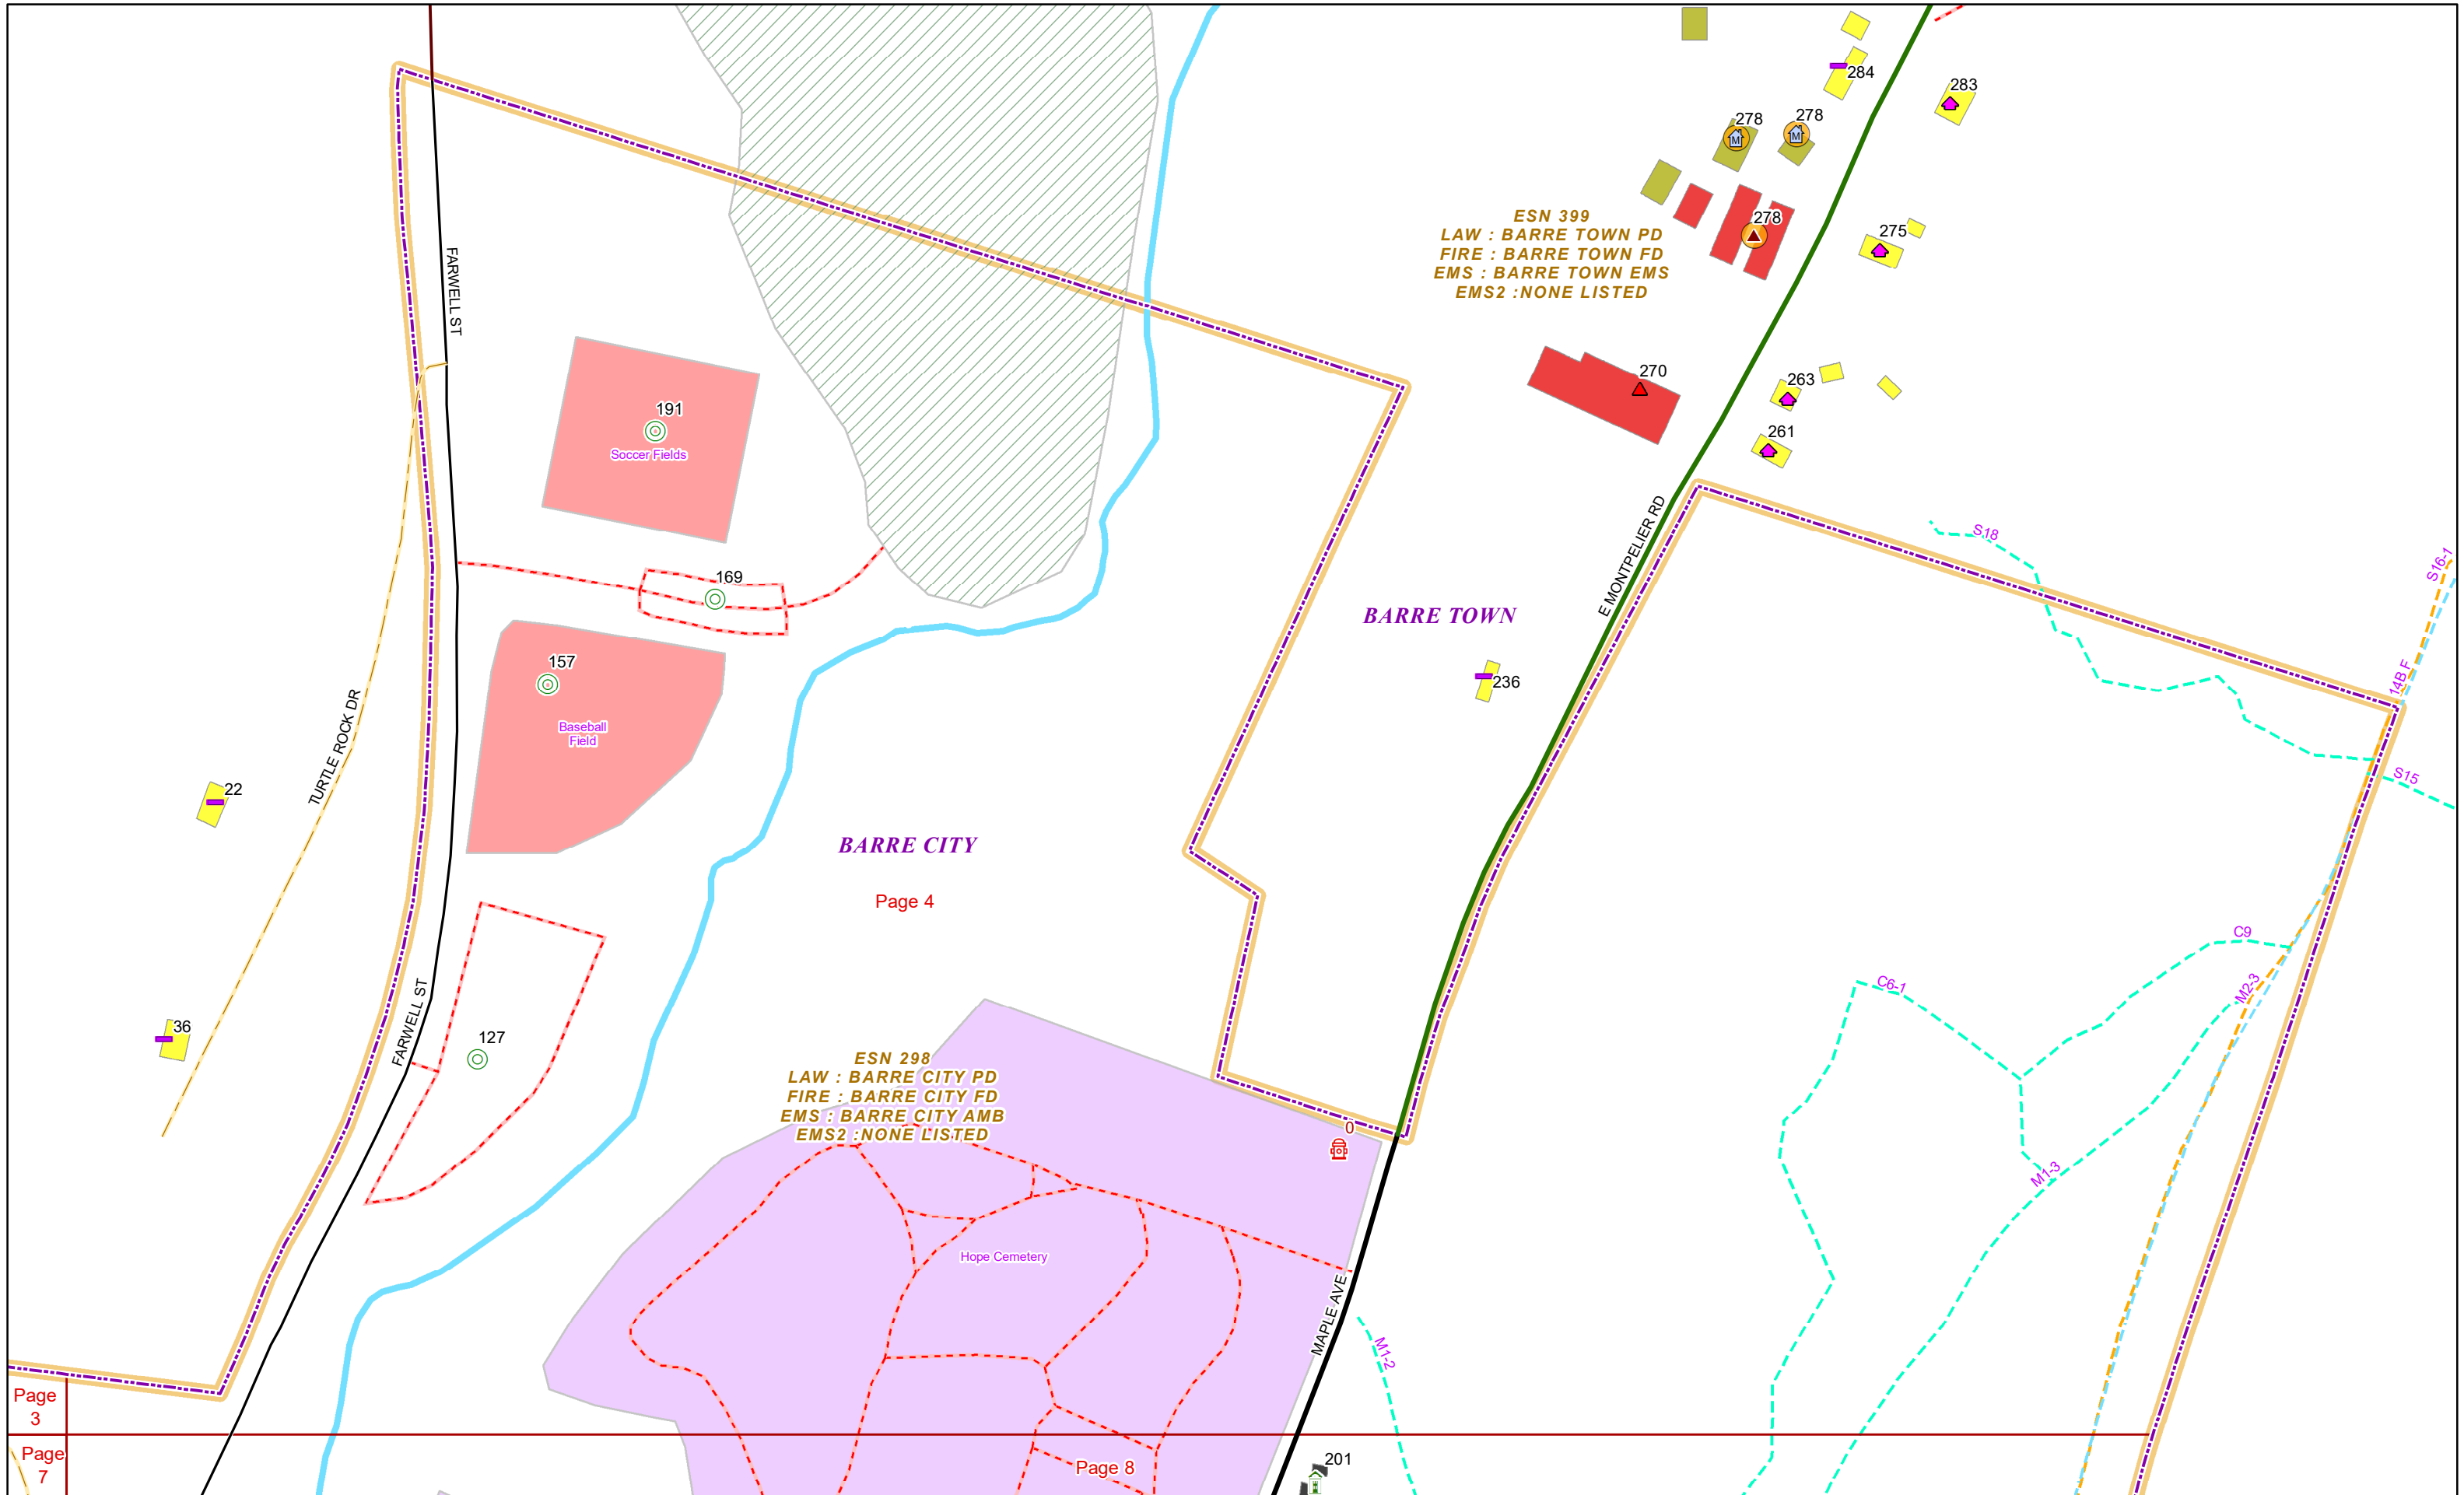 284
283
278
278
ESN 399
LAW : BARRE TOWN PD
FIRE : BARRE TOWN FD
EMS : BARRE TOWN EMS
EMS2 :NONE LISTED
278
275
FARWELL ST
270
263
261
191
Soccer Fields
E MONTPELIER RD
S18
S16-1
169
BARRE TOWN
157
236
14B F
Baseball
Field
TURTLE ROCK DR
S15
22
BARRE CITY
Page 4
C9
C6-1
M2-3
36
FARWELL ST
127
ESN 298
LAW : BARRE CITY PD
FIRE : BARRE CITY FD
EMS : BARRE CITY AMB
EMS2 :NONE LISTED
0
M1-3
Hope Cemetery
MAPLE AVE
M1-2
Page
3
Page
7
Page 8
201
M
M